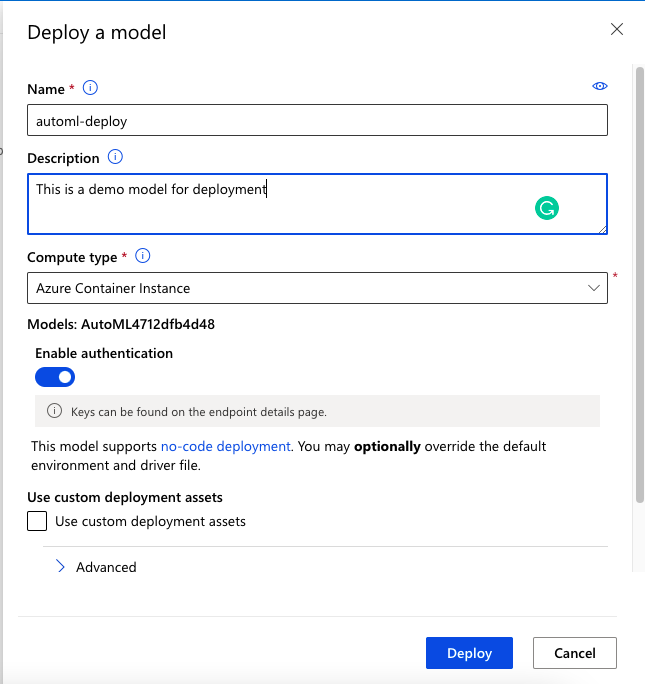 Deploy a model
Name *
automl-deploy
Description
This is a demo model for deployment
Compute type *
Azure Container Instance
*
Models: AutoML4712dfb4d48
Enable authentication
Keys can be found on the endpoint details page.
This model supports no-code deployment. You may optionally override the default
environment and driver file.
Use custom deployment assets
Use custom deployment assets
Advanced
Deploy
Cancel